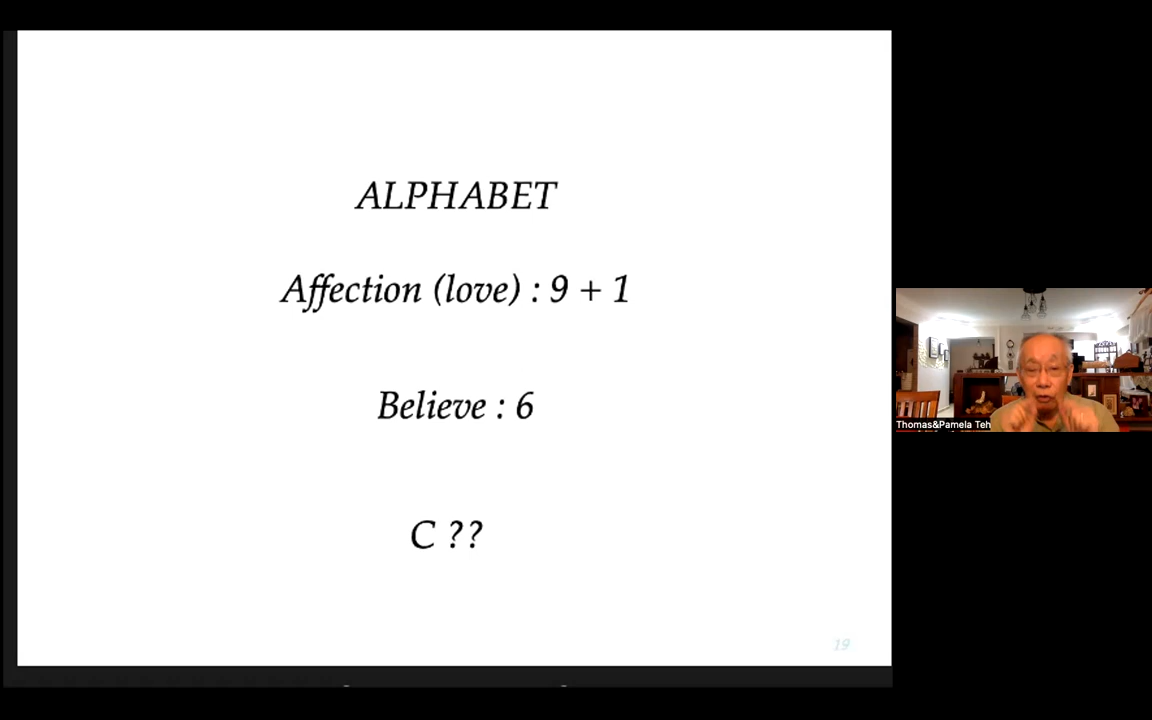 ALPHABET
Affection (love) : 9 + 1
Believe : 6
C ??
19
Thomas&Pamela Teh